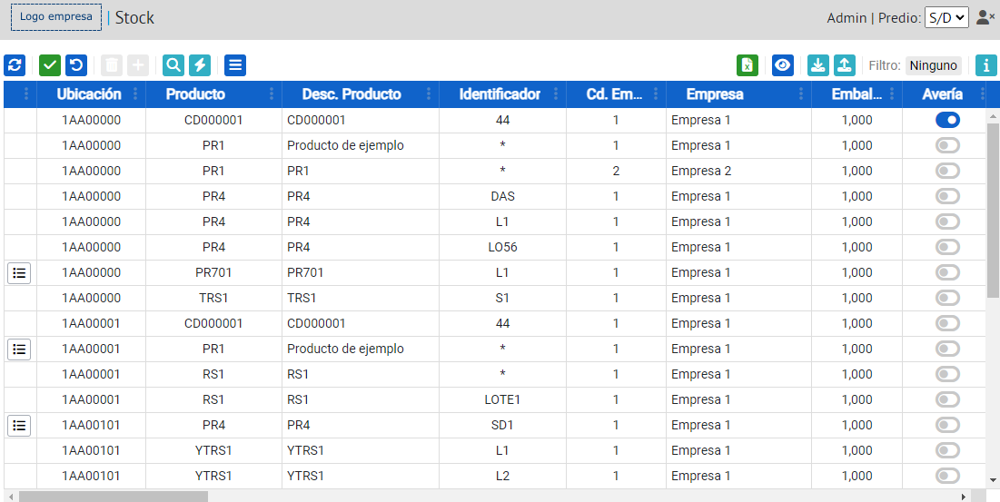 Logo empresa | Stock Admin | Predio: S/D
Filtro: Ninguno
Ubicación Producto Desc. Producto Identificador Cd. Em... Empresa Embal... Avería
1AA00000 CD000001 CD000001 44 1 Empresa 1 1,000
1AA00000 PR1 Producto de ejemplo * 1 Empresa 1 1,000
1AA00000 PR1 PR1 * 2 Empresa 2 1,000
1AA00000 PR4 PR4 DAS 1 Empresa 1 1,000
1AA00000 PR4 PR4 L1 1 Empresa 1 1,000
1AA00000 PR4 PR4 LO56 1 Empresa 1 1,000
1AA00000 PR701 PR701 L1 1 Empresa 1 1,000
1AA00000 TRS1 TRS1 S1 1 Empresa 1 1,000
1AA00001 CD000001 CD000001 44 1 Empresa 1 1,000
1AA00001 PR1 Producto de ejemplo * 1 Empresa 1 1,000
1AA00001 RS1 RS1 * 1 Empresa 1 1,000
1AA00001 RS1 RS1 LOTE1 1 Empresa 1 1,000
1AA00101 PR4 PR4 SD1 1 Empresa 1 1,000
1AA00101 YTRS1 YTRS1 L1 1 Empresa 1 1,000
1AA00101 YTRS1 YTRS1 L2 1 Empresa 1 1,000